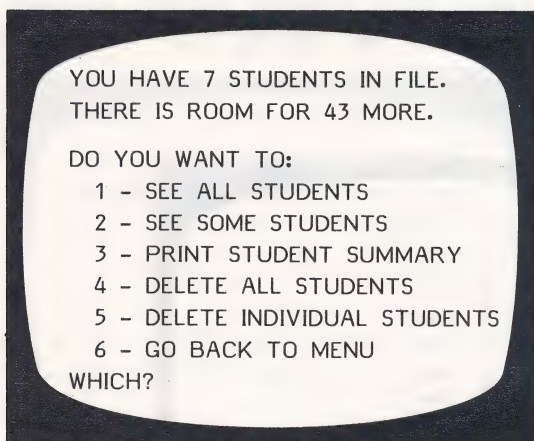 YOU HAVE 7 STUDENTS IN FILE.
THERE IS ROOM FOR 43 MORE.
DO YOU WANT TO:
1 - SEE ALL STUDENTS
2 - SEE SOME STUDENTS
3 - PRINT STUDENT SUMMARY
4 - DELETE ALL STUDENTS
5 - DELETE INDIVIDUAL STUDENTS
6 - GO BACK TO MENU
WHICH?